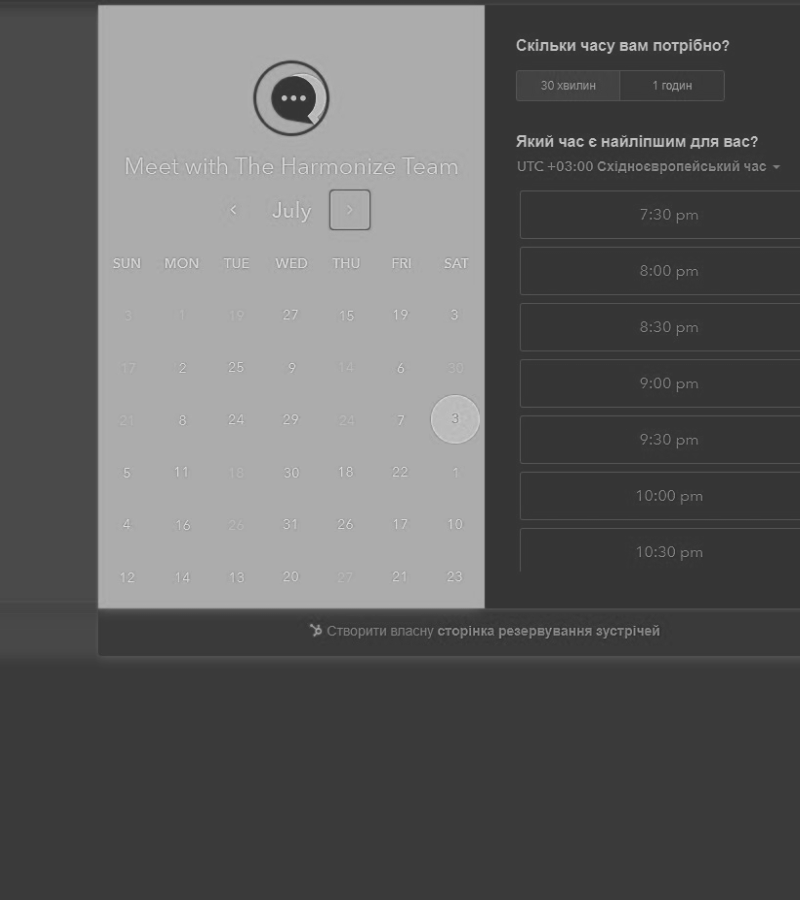 Meet with The Harmonize Team
July
SUN MON TUE WED THU FRI SAT
3 1 19 27 15 19 3
17 2 25 9 14 6 30
21 8 24 29 24 7 3
5 11 18 30 18 22 1
4 16 26 31 26 17 10
12 14 13 20 27 21 23
Скільки часу вам потрібно?
30 хвилин 1 годин
Який час є найліпшим для вас?
UTC +03:00 Східноєвропейський час
7:30 pm
8:00 pm
8:30 pm
9:00 pm
9:30 pm
10:00 pm
10:30 pm
Створити власну сторінка резервування зустрічей